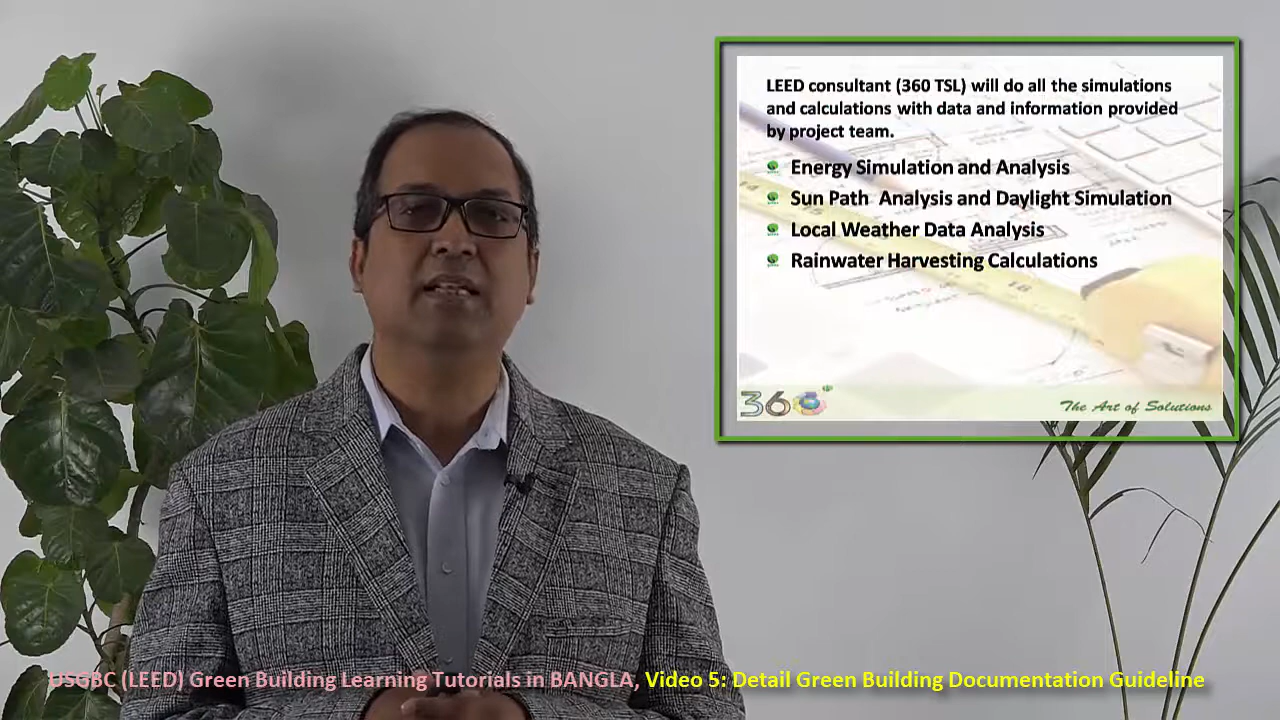 LEED consultant (360 TSL) will do all the simulations
and calculations with data and information provided
by project team.
Energy Simulation and Analysis
Sun Path Analysis and Daylight Simulation
Local Weather Data Analysis
Rainwater Harvesting Calculations
360
The Art of Solutions
USGBC (LEED) Green Building Learning Tutorials in BANGLA, Video 5: Detail Green Building Documentation Guideline